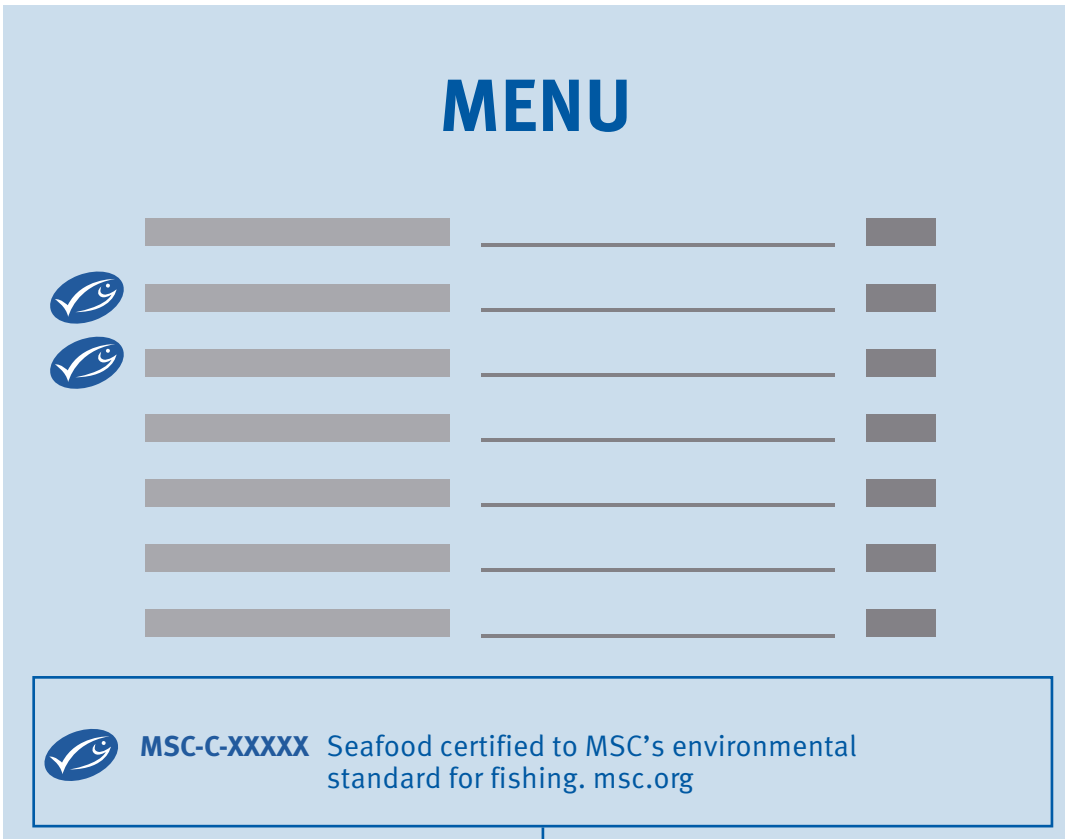 MENU
MSC-C-XXXXX Seafood certified to MSC’s environmental
standard for fishing. msc.org